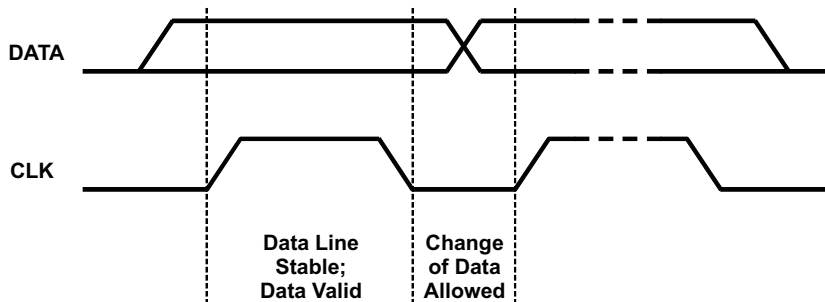 DATA
CLK
Data Line
Stable;
Data Valid
Change
of Data
Allowed